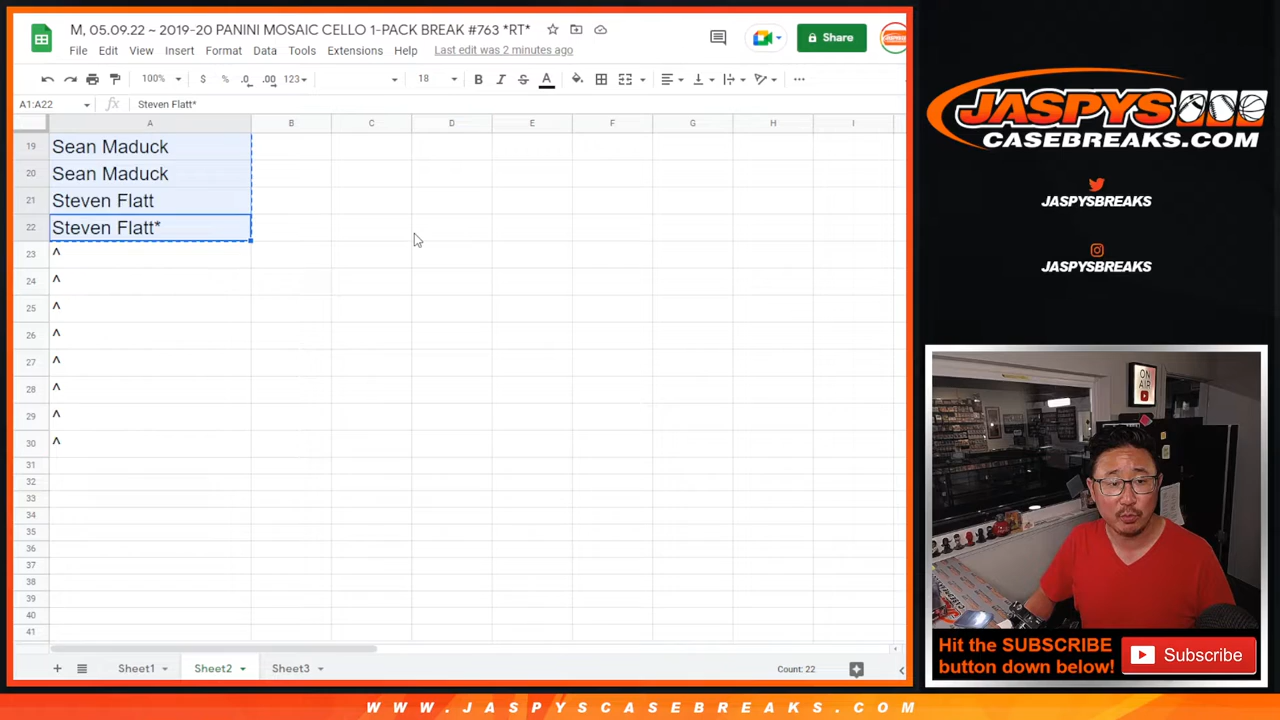 M, 05.09.22 ~ 2019-20 PANINI MOSAIC CELLO 1-PACK BREAK #763 *RT*
File Edit View Insert Format Data Tools Extensions Help Last edit was 2 minutes ago
Share
100% $ % .0 .00 123 18 B I S A
A1:A22 fx Steven Flatt*
A B C D E F G H I
19 Sean Maduck
20 Sean Maduck
21 Steven Flatt
22 Steven Flatt*
23 ^
24 ^
25 ^
26 ^
27 ^
28 ^
29 ^
30 ^
31
32
33
34
35
36
37
38
39
40
41
+ Sheet1 Sheet2 Sheet3 Count: 22
JASPYS
CASEBREAKS.COM
JASPYSBREAKS
JASPYSBREAKS
ON
AIR
Hit the SUBSCRIBE
button down below!
Subscribe
WWW.JASPYSCASEBREAKS.COM